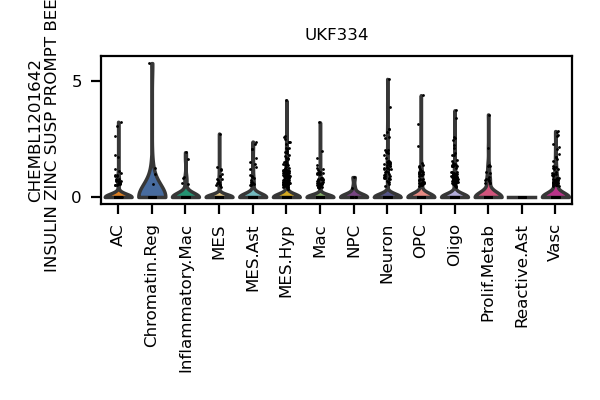 UKF334
CHEMBL1201642
INSULIN ZINC SUSP PROMPT BEE
5
0
AC
Chromatin.Reg
Inflammatory.Mac
MES
MES.Ast
MES.Hyp
Mac
NPC
Neuron
OPC
Oligo
Prolif.Metab
Reactive.Ast
Vasc